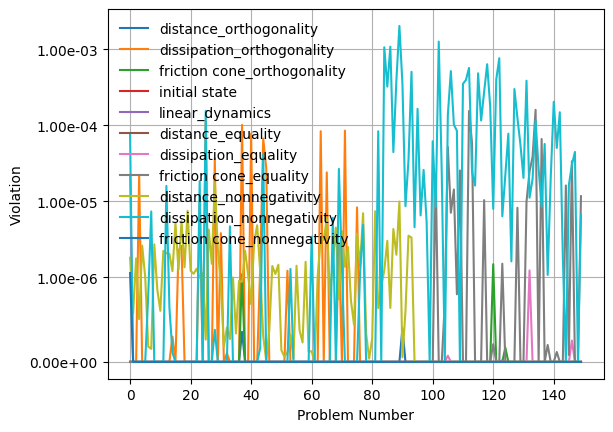 distance_orthogonality
dissipation_orthogonality
friction cone_orthogonality
initial state
linear_dynamics
distance_equality
dissipation_equality
friction cone_equality
distance_nonnegativity
dissipation_nonnegativity
friction cone_nonnegativity
1.00e-03
1.00e-04
1.00e-05
1.00e-06
0.00e+00
Violation
0 20 40 60 80 100 120 140
Problem Number